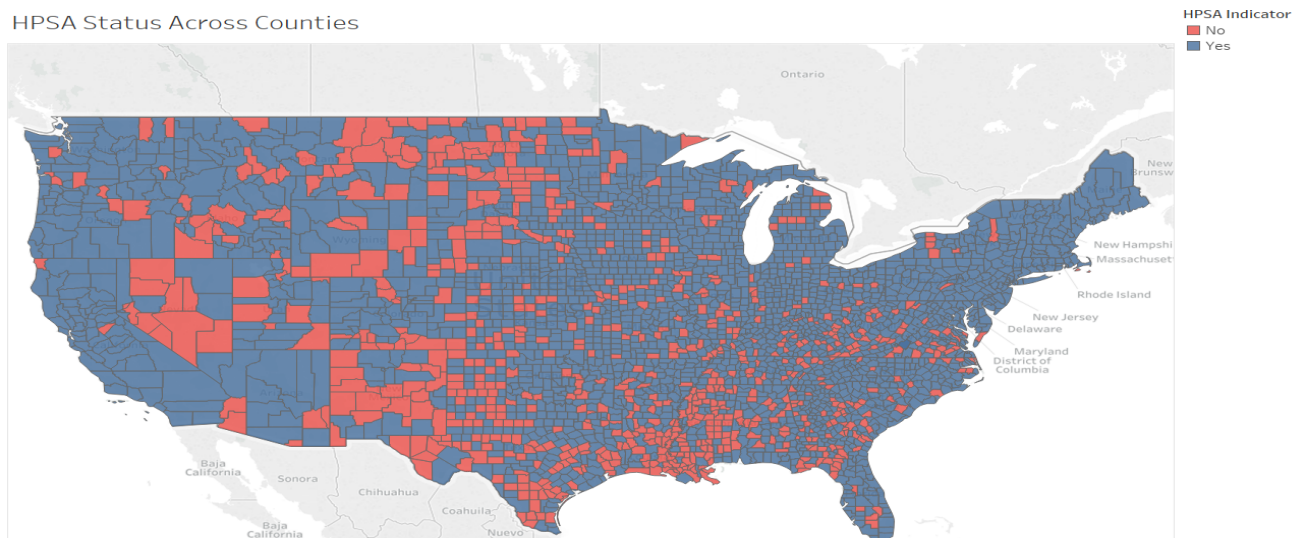 HPSA Status Across Counties
HPSA Indicator
No
Yes
Ontario
New
Brunsw
Wyoming
New Hampshi
Massachuset
Rhode Island
New Jersey
Delaware
Maryland
District of
Columbia
Baja
California
Sonora
Chihuahua
Coahuila
Baja
California
Nuevo